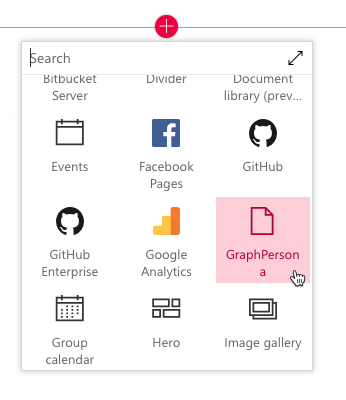 Search
Bitbucket Divider Document
Server library (prev...
Events Facebook GitHub
Pages
GitHub Google GraphPerson
Enterprise Analytics a
Group Hero Image gallery
calendar